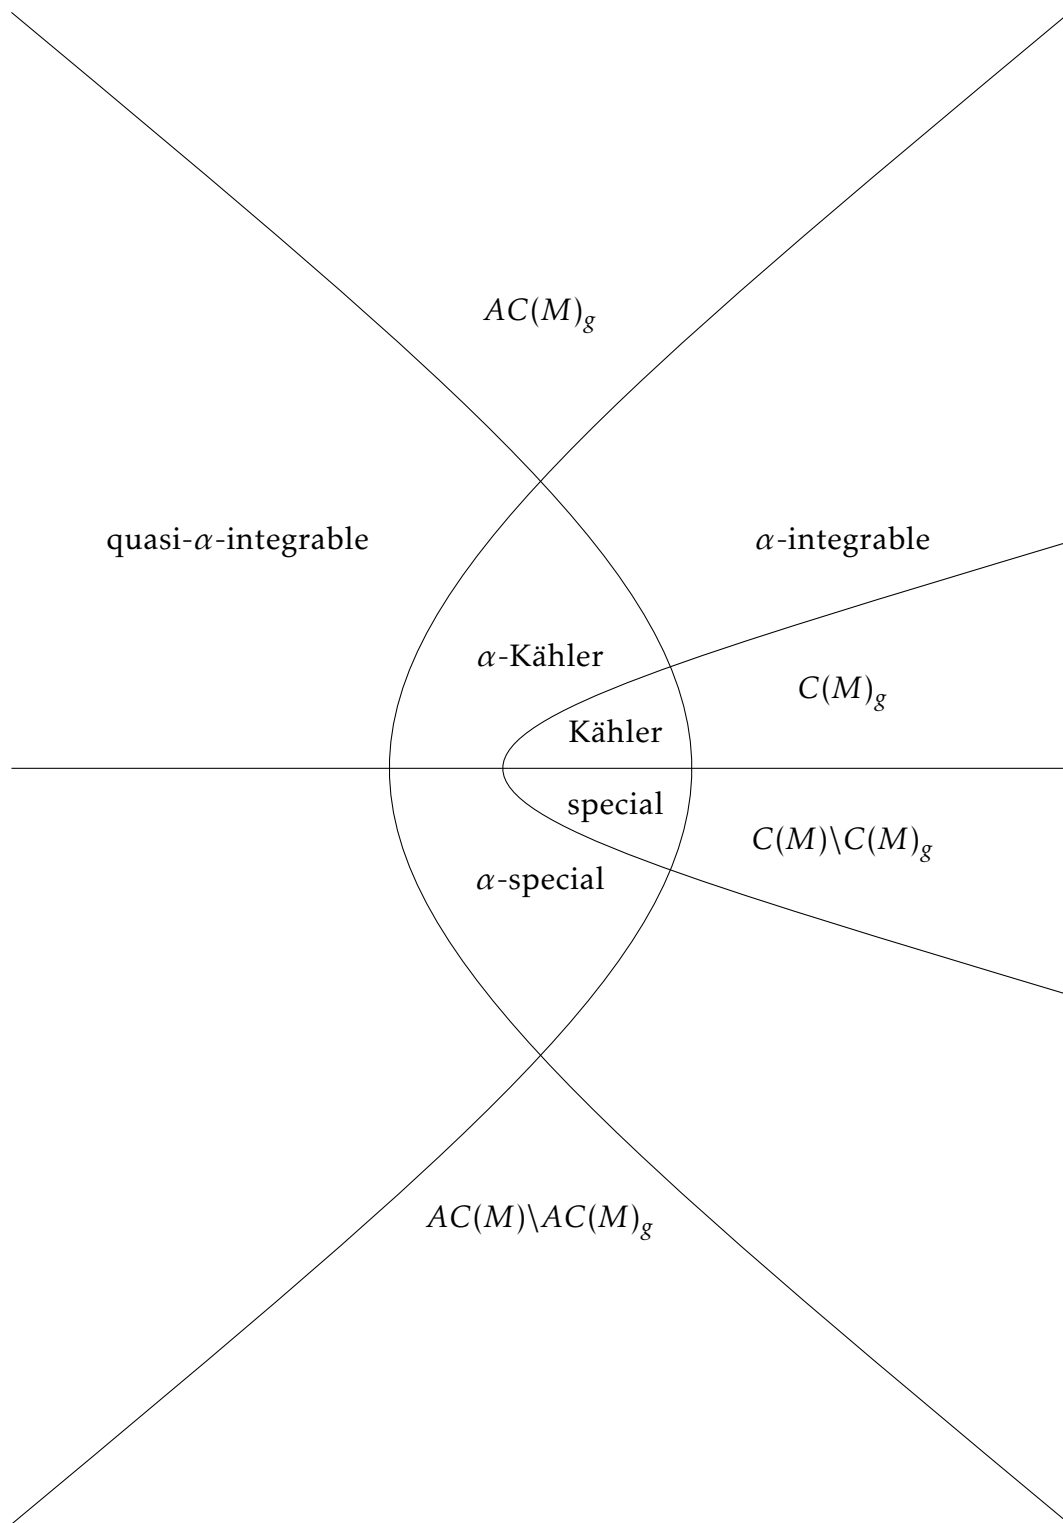 AC(M)_g
quasi-α-integrable
α-integrable
α-Kähler
C(M)_g
Kähler
special
C(M)\C(M)_g
α-special
AC(M)\AC(M)_g